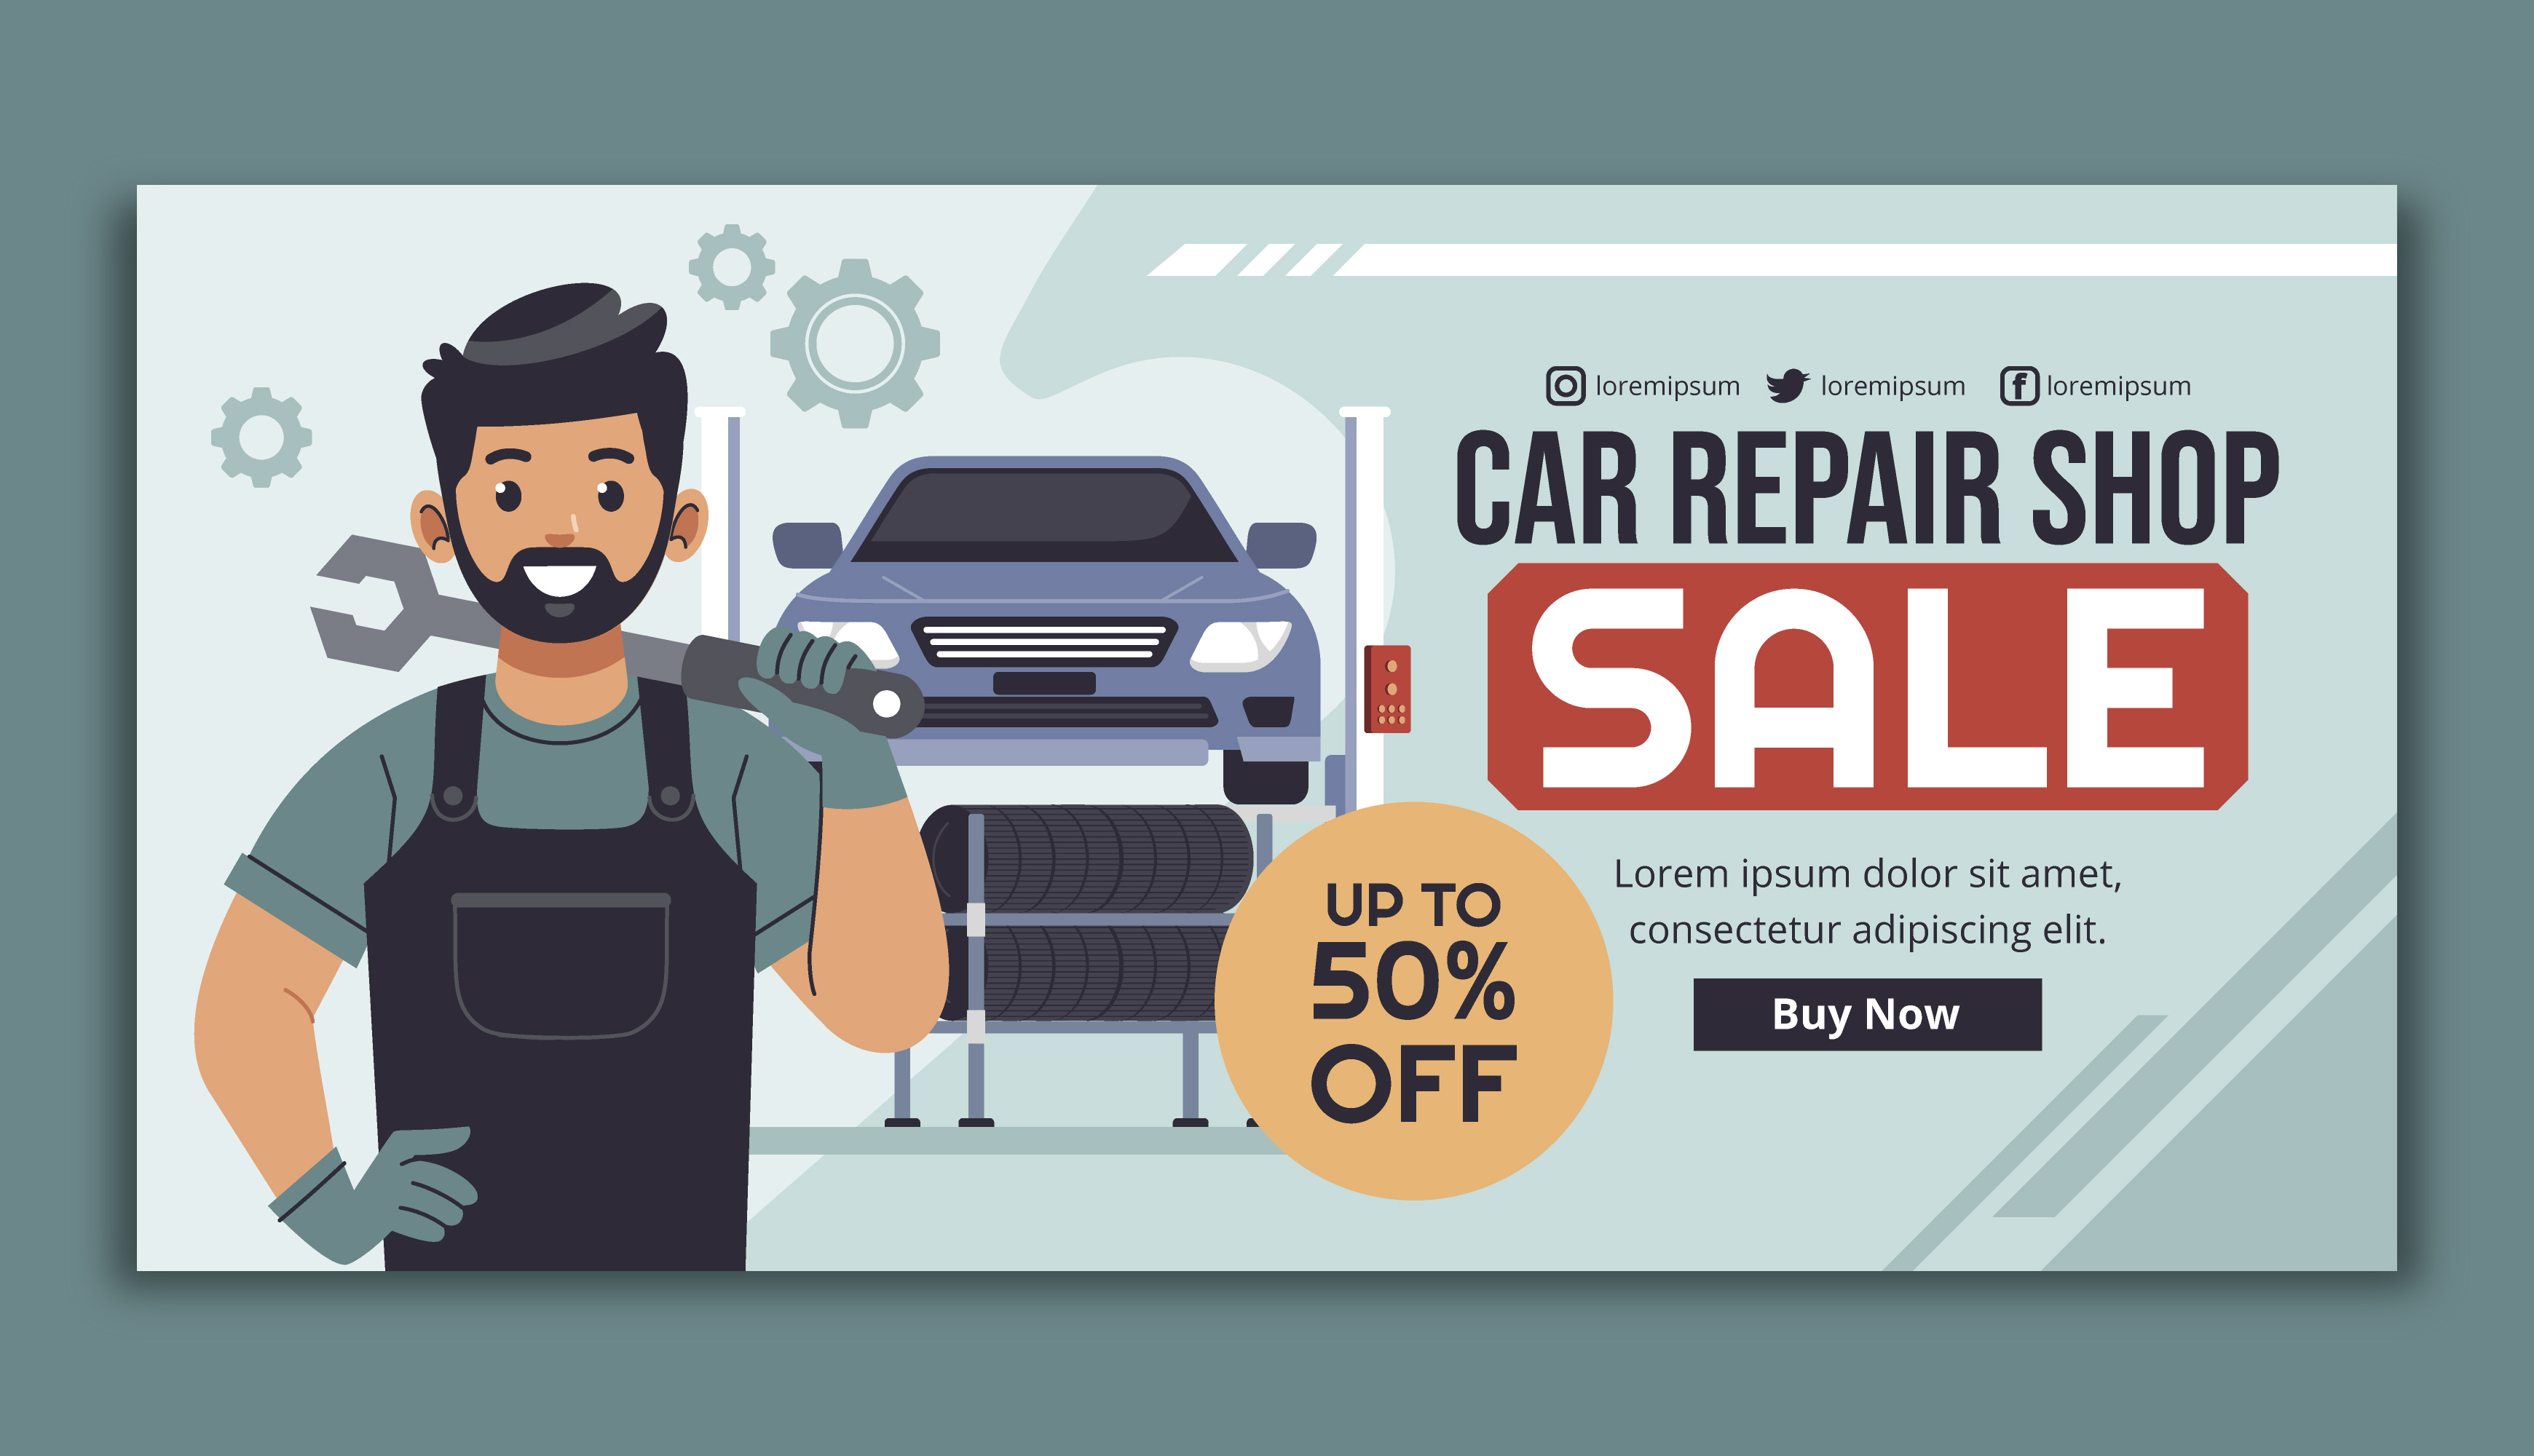 loremipsum loremipsum loremipsum
CAR REPAIR SHOP
SALE
Lorem ipsum dolor sit amet,
consectetur adipiscing elit.
Buy Now
UP TO
50%
OFF